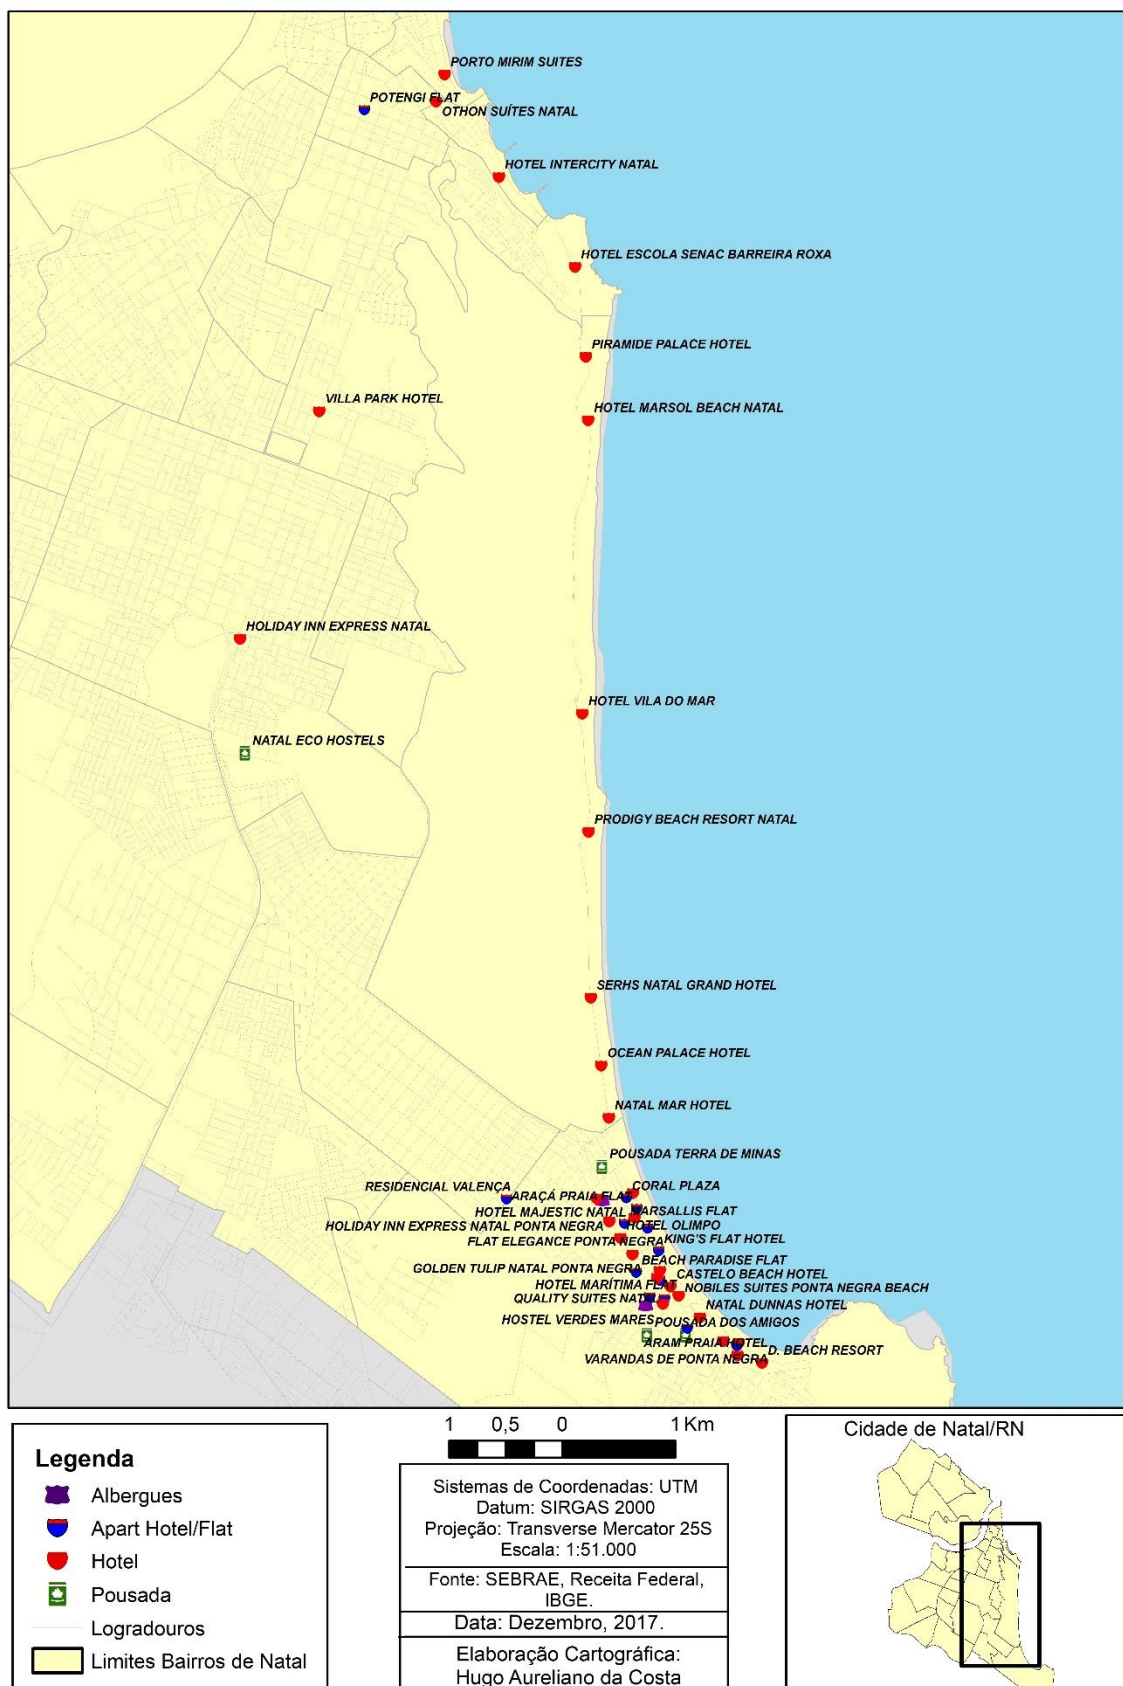 PORTO MIRIM SUITES
POTENGI FLAT
OTHON SUÍTES NATAL
HOTEL INTERCITY NATAL
HOTEL ESCOLA SENAC BARREIRA ROXA
PIRAMIDE PALACE HOTEL
VILLA PARK HOTEL
HOTEL MARSOL BEACH NATAL
HOLIDAY INN EXPRESS NATAL
HOTEL VILA DO MAR
NATAL ECO HOSTELS
PRODIGY BEACH RESORT NATAL
SERHS NATAL GRAND HOTEL
OCEAN PALACE HOTEL
NATAL MAR HOTEL
POUSADA TERRA DE MINAS
RESIDENCIAL VALENÇA
CORAL PLAZA
ARAÇÁ PRAIA FLAT
HOTEL MAJESTIC NATAL
MARSALLIS FLAT
HOLIDAY INN EXPRESS NATAL PONTA NEGRA
HOTEL OLIMPO
FLAT ELEGANCE PONTA NEGRA
KING'S FLAT HOTEL
BEACH PARADISE FLAT
GOLDEN TULIP NATAL PONTA NEGRA
CASTELO BEACH HOTEL
HOTEL MARÍTIMA FLAT
NOBILES SUITES PONTA NEGRA BEACH
QUALITY SUITES NATAL
NATAL DUNNAS HOTEL
HOSTEL VERDES MARES
POUSADA DOS AMIGOS
ARAM PRAIA HOTEL
D. BEACH RESORT
VARANDAS DE PONTA NEGRA
Legenda
Albergues
Apart Hotel/Flat
Hotel
Pousada
Logradouros
Limites Bairros de Natal
1 0,5 0 1 Km
Sistemas de Coordenadas: UTM
Datum: SIRGAS 2000
Projeção: Transverse Mercator 25S
Escala: 1:51.000
Fonte: SEBRAE, Receita Federal,
IBGE.
Data: Dezembro, 2017.
Elaboração Cartográfica:
Hugo Aureliano da Costa
Cidade de Natal/RN